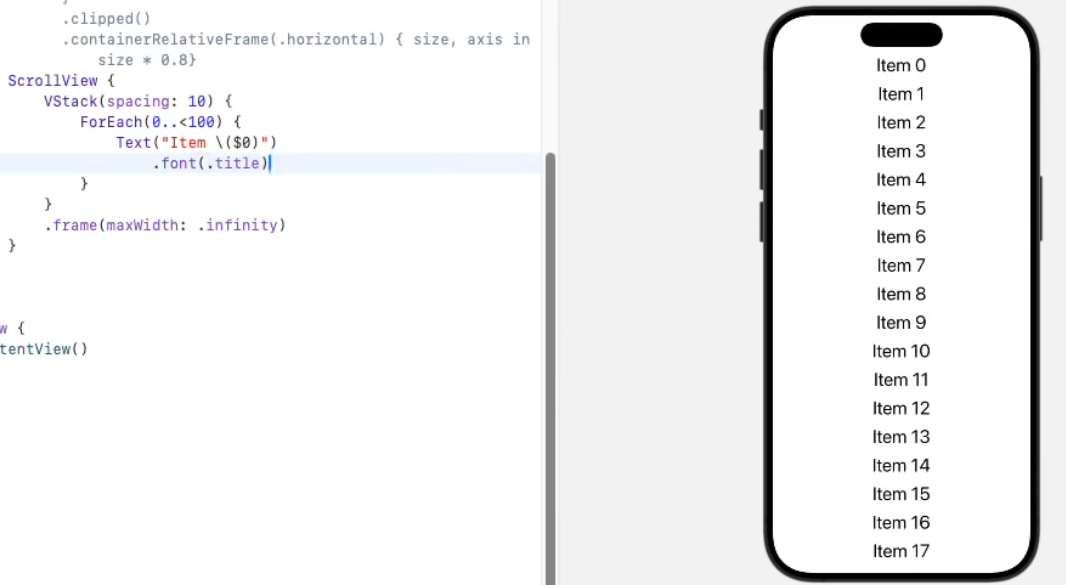 }
.clipped()
.containerRelativeFrame(.horizontal) { size, axis in
size * 0.8}
ScrollView {
VStack(spacing: 10) {
ForEach(0..<100) {
Text("Item \($0)")
.font(.title)
}
}
.frame(maxWidth: .infinity)
}
w {
tentView()
Item 0
Item 1
Item 2
Item 3
Item 4
Item 5
Item 6
Item 7
Item 8
Item 9
Item 10
Item 11
Item 12
Item 13
Item 14
Item 15
Item 16
Item 17